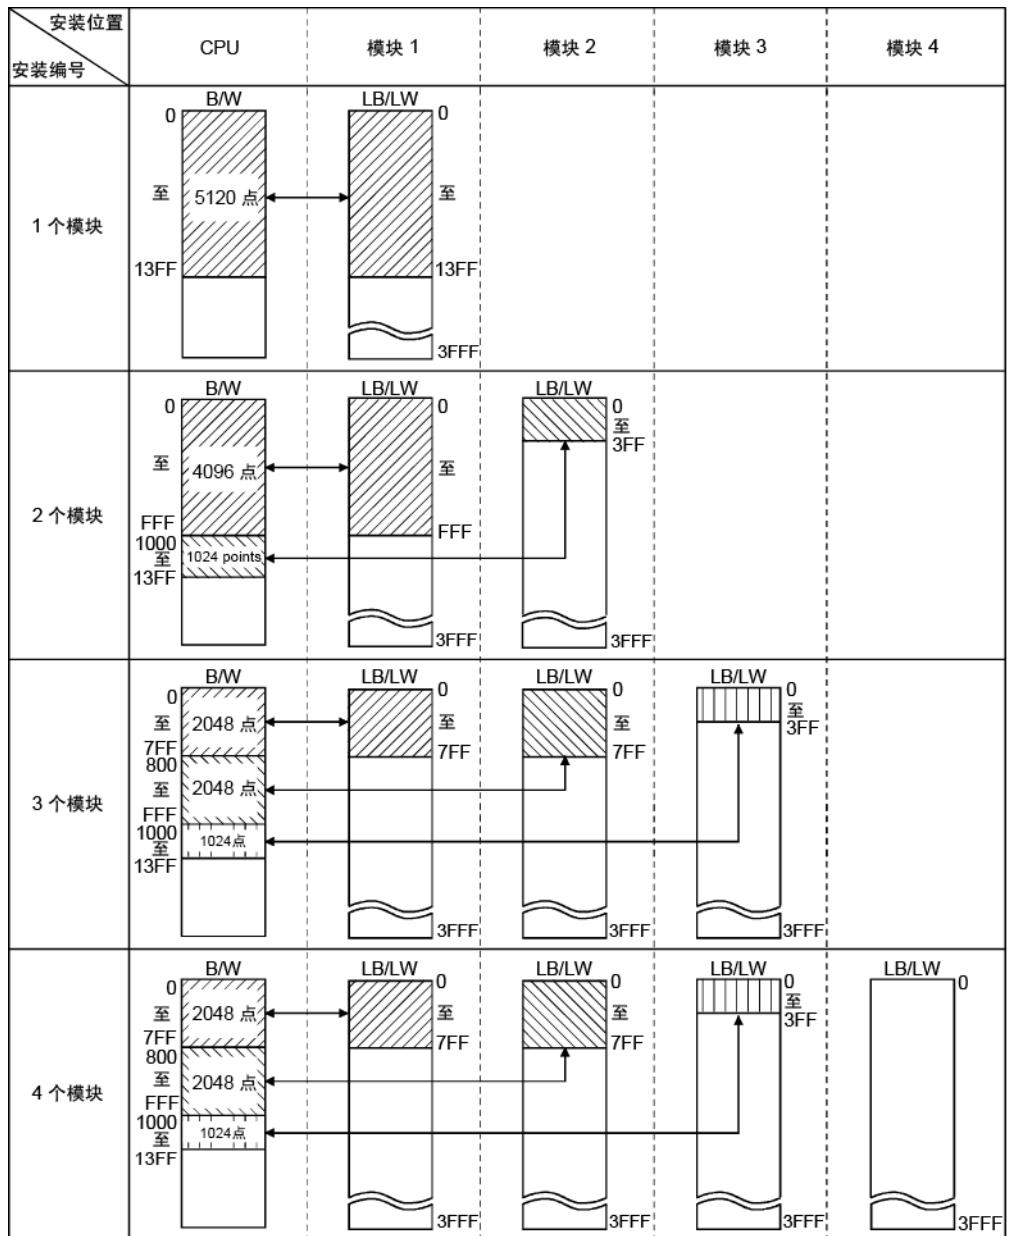 安装位置
安装编号
CPU
模块 1
模块 2
模块 3
模块 4
1 个模块
B/W
0
至
13FF
5120 点
LB/LW
0
至
13FF
3FFF
2 个模块
B/W
0
至
FFF
1000
至
13FF
4096 点
1024 points
LB/LW
0
至
FFF
3FFF
LB/LW
0
至
3FF
3FFF
3 个模块
B/W
0
至
7FF
800
至
FFF
1000
至
13FF
2048 点
2048 点
1024点
LB/LW
0
至
7FF
3FFF
LB/LW
0
至
7FF
3FFF
LB/LW
0
至
3FF
3FFF
4 个模块
B/W
0
至
7FF
800
至
FFF
1000
至
13FF
2048 点
2048 点
1024点
LB/LW
0
至
7FF
3FFF
LB/LW
0
至
7FF
3FFF
LB/LW
0
至
3FF
3FFF
LB/LW
0
3FFF